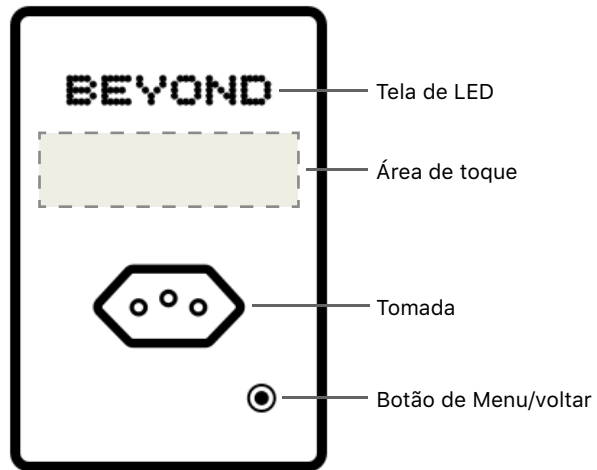 BEYOND
Tela de LED
Área de toque
Tomada
Botão de Menu/voltar